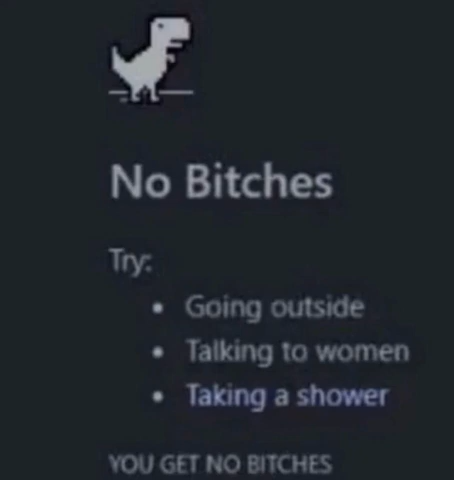 No Bitches
Try:
• Going outside
• Talking to women
• Taking a shower
YOU GET NO BITCHES